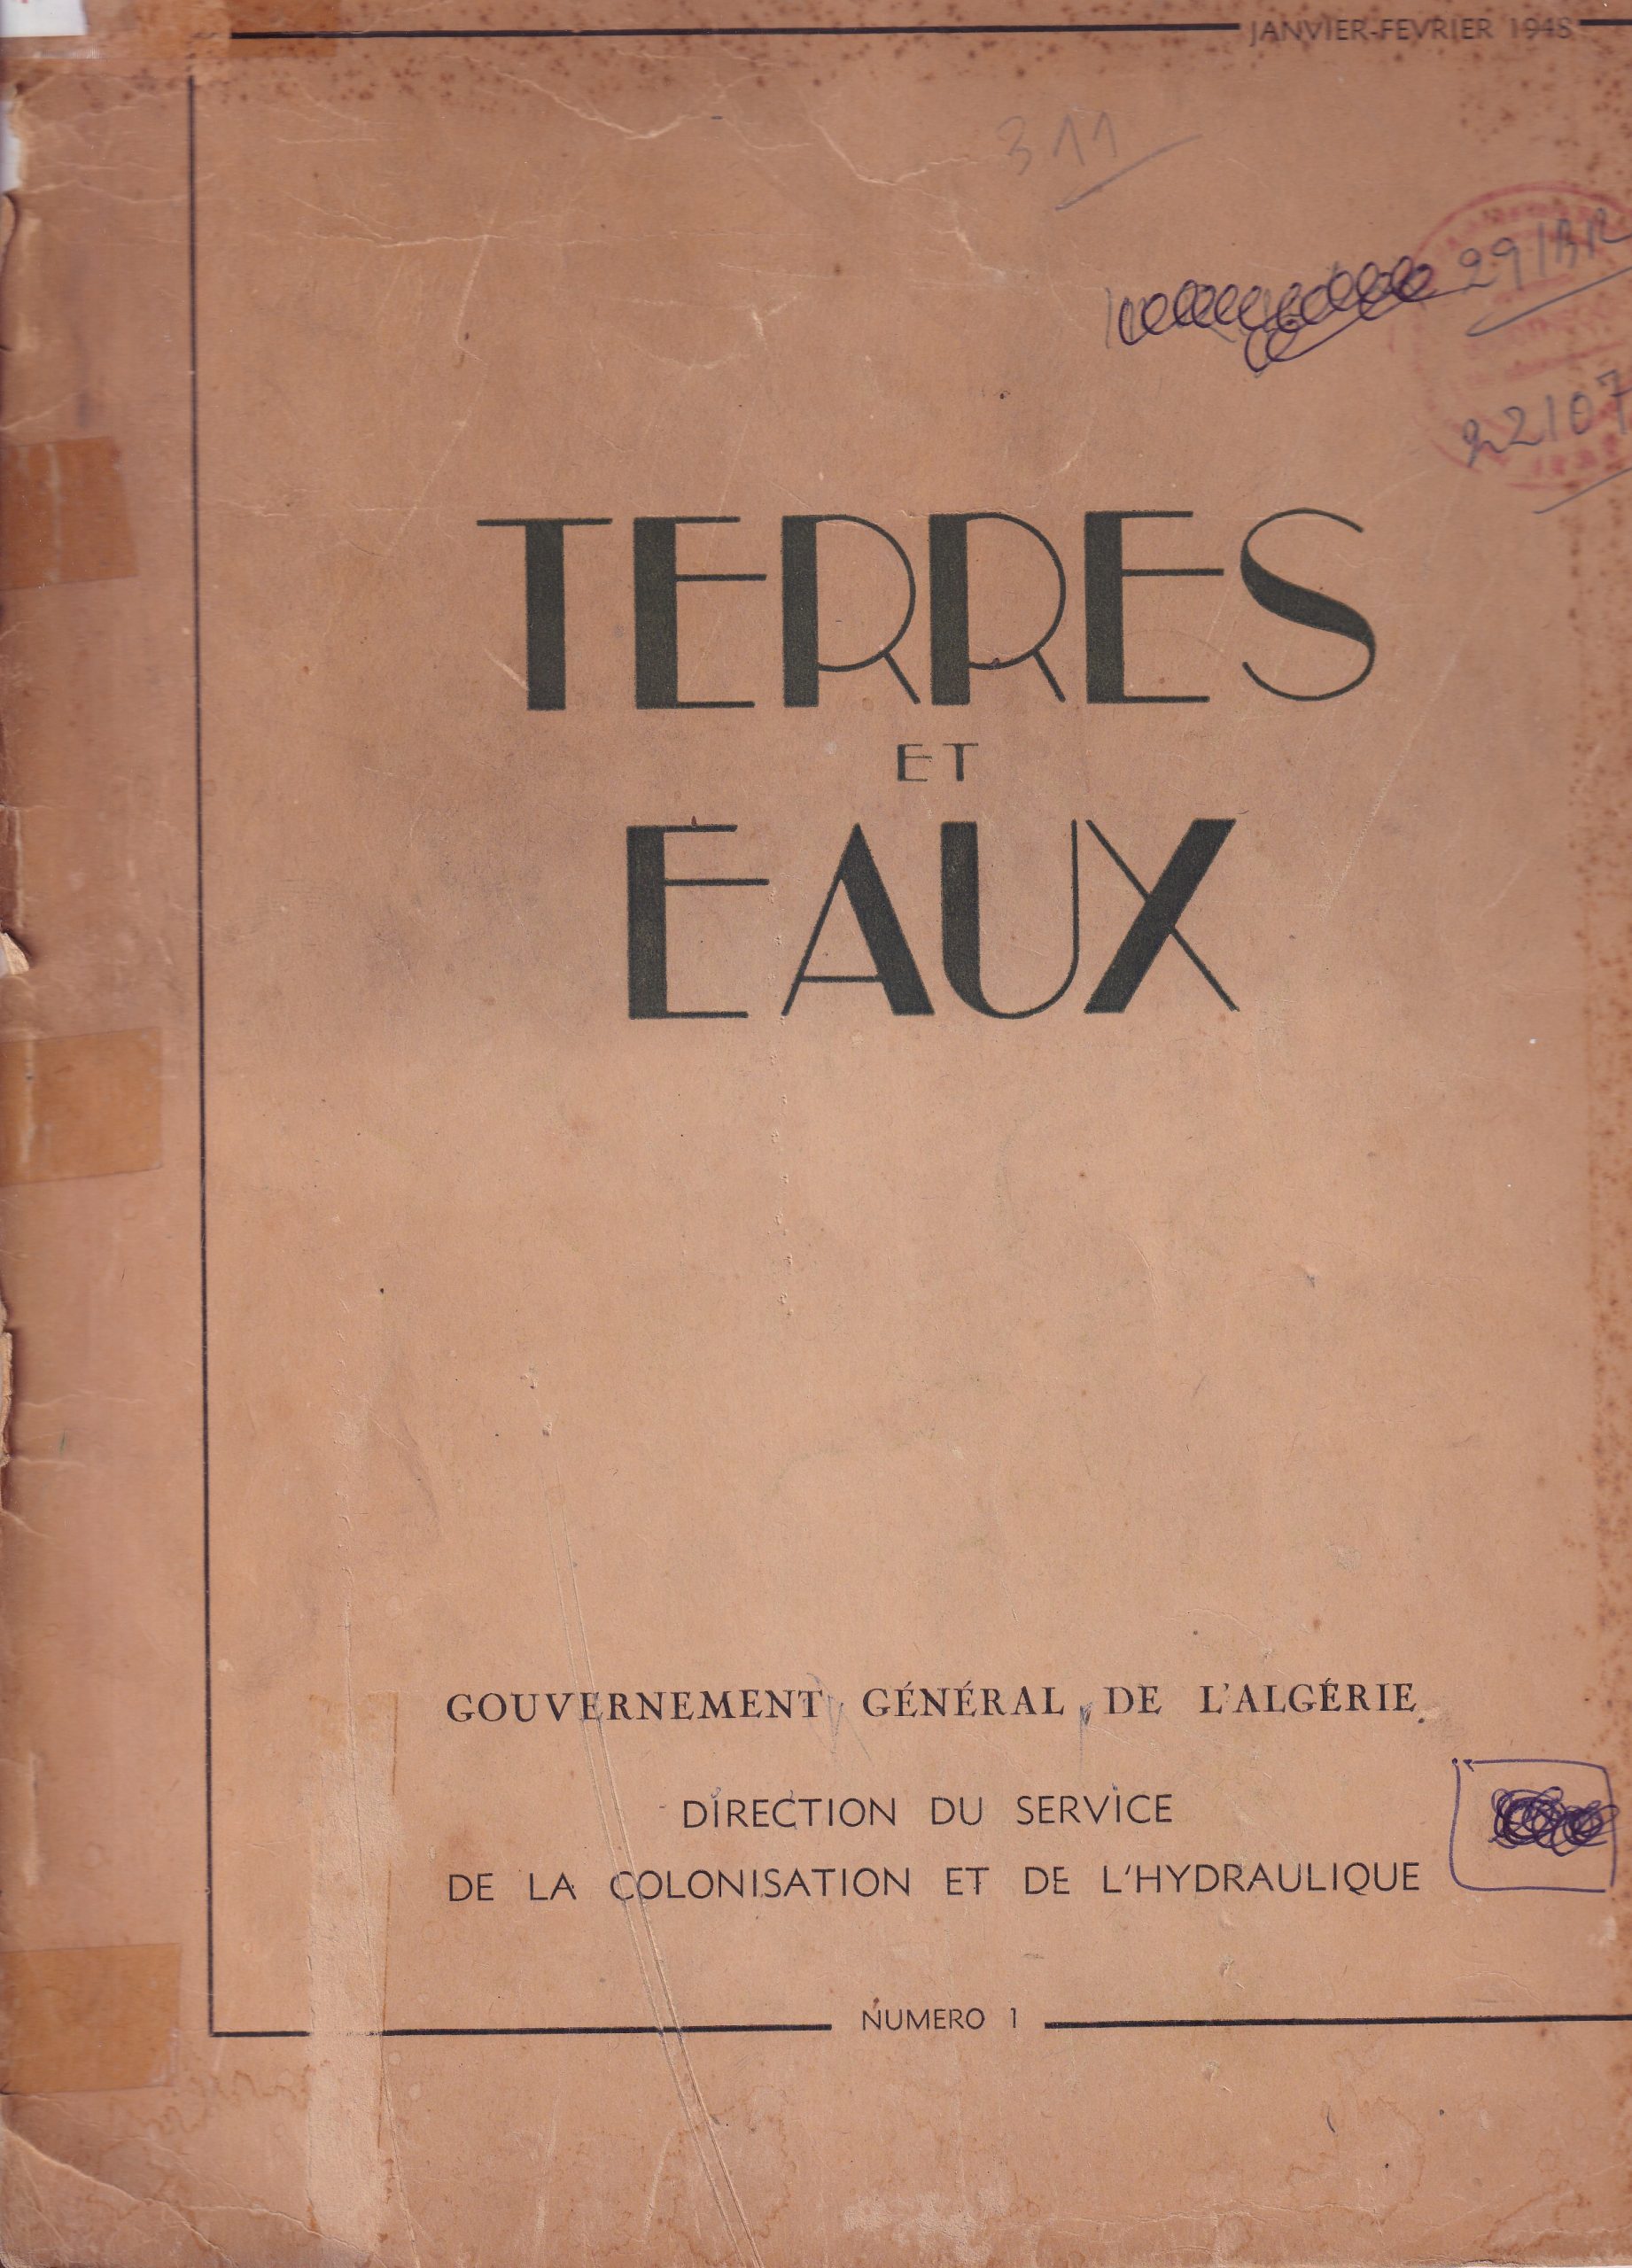 JANVIER-FEVRIER 1948
311
29/BR
22107
TERRES
ET
EAUX
GOUVERNEMENT GÉNÉRAL DE L'ALGÉRIE
DIRECTION DU SERVICE
DE LA COLONISATION ET DE L'HYDRAULIQUE
NUMERO 1